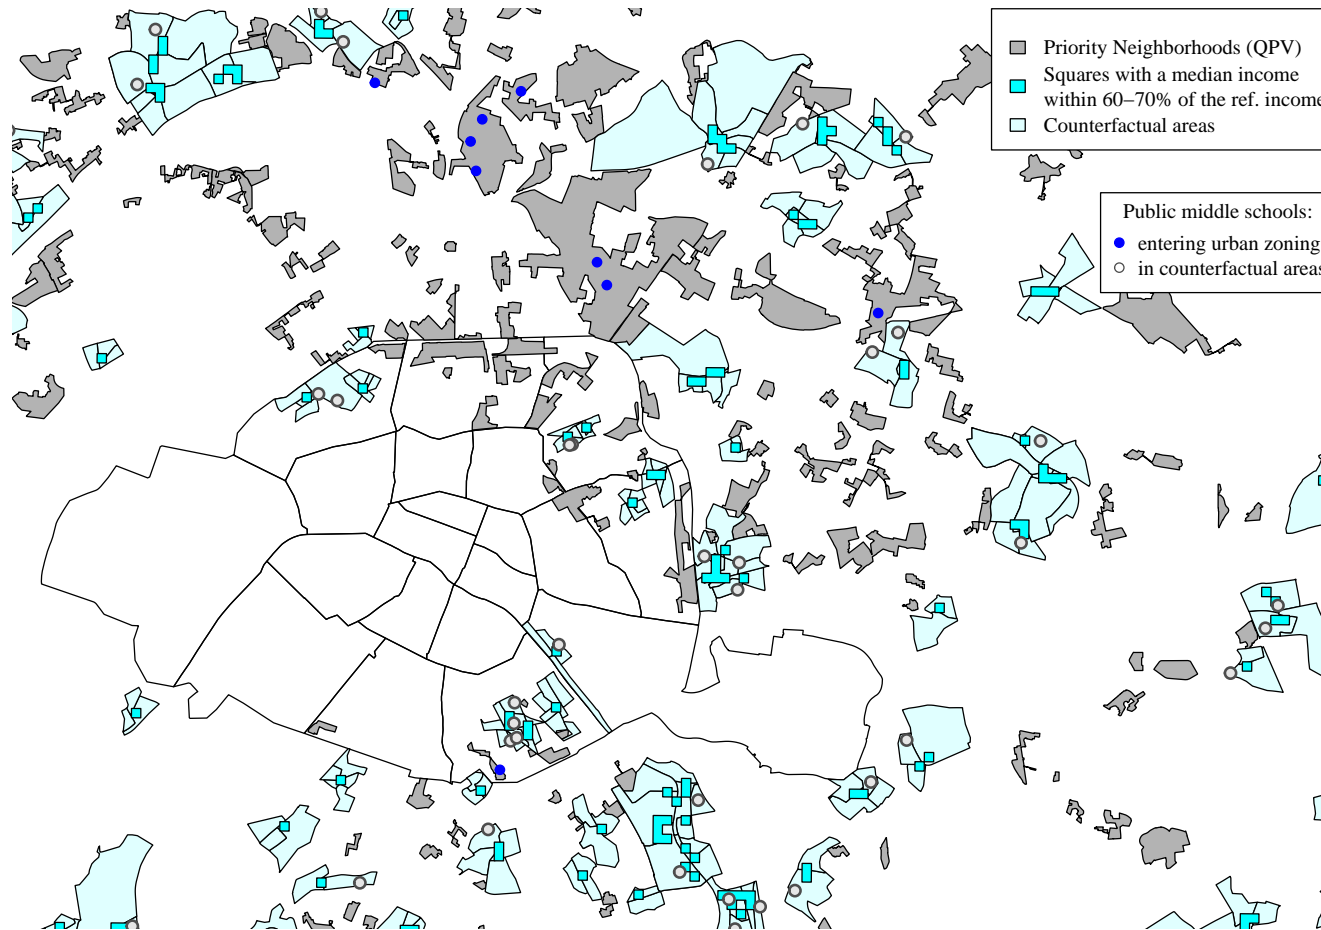 Priority Neighborhoods (QPV)
Squares with a median income
within 60–70% of the ref. income
Counterfactual areas
Public middle schools:
entering urban zoning
in counterfactual areas